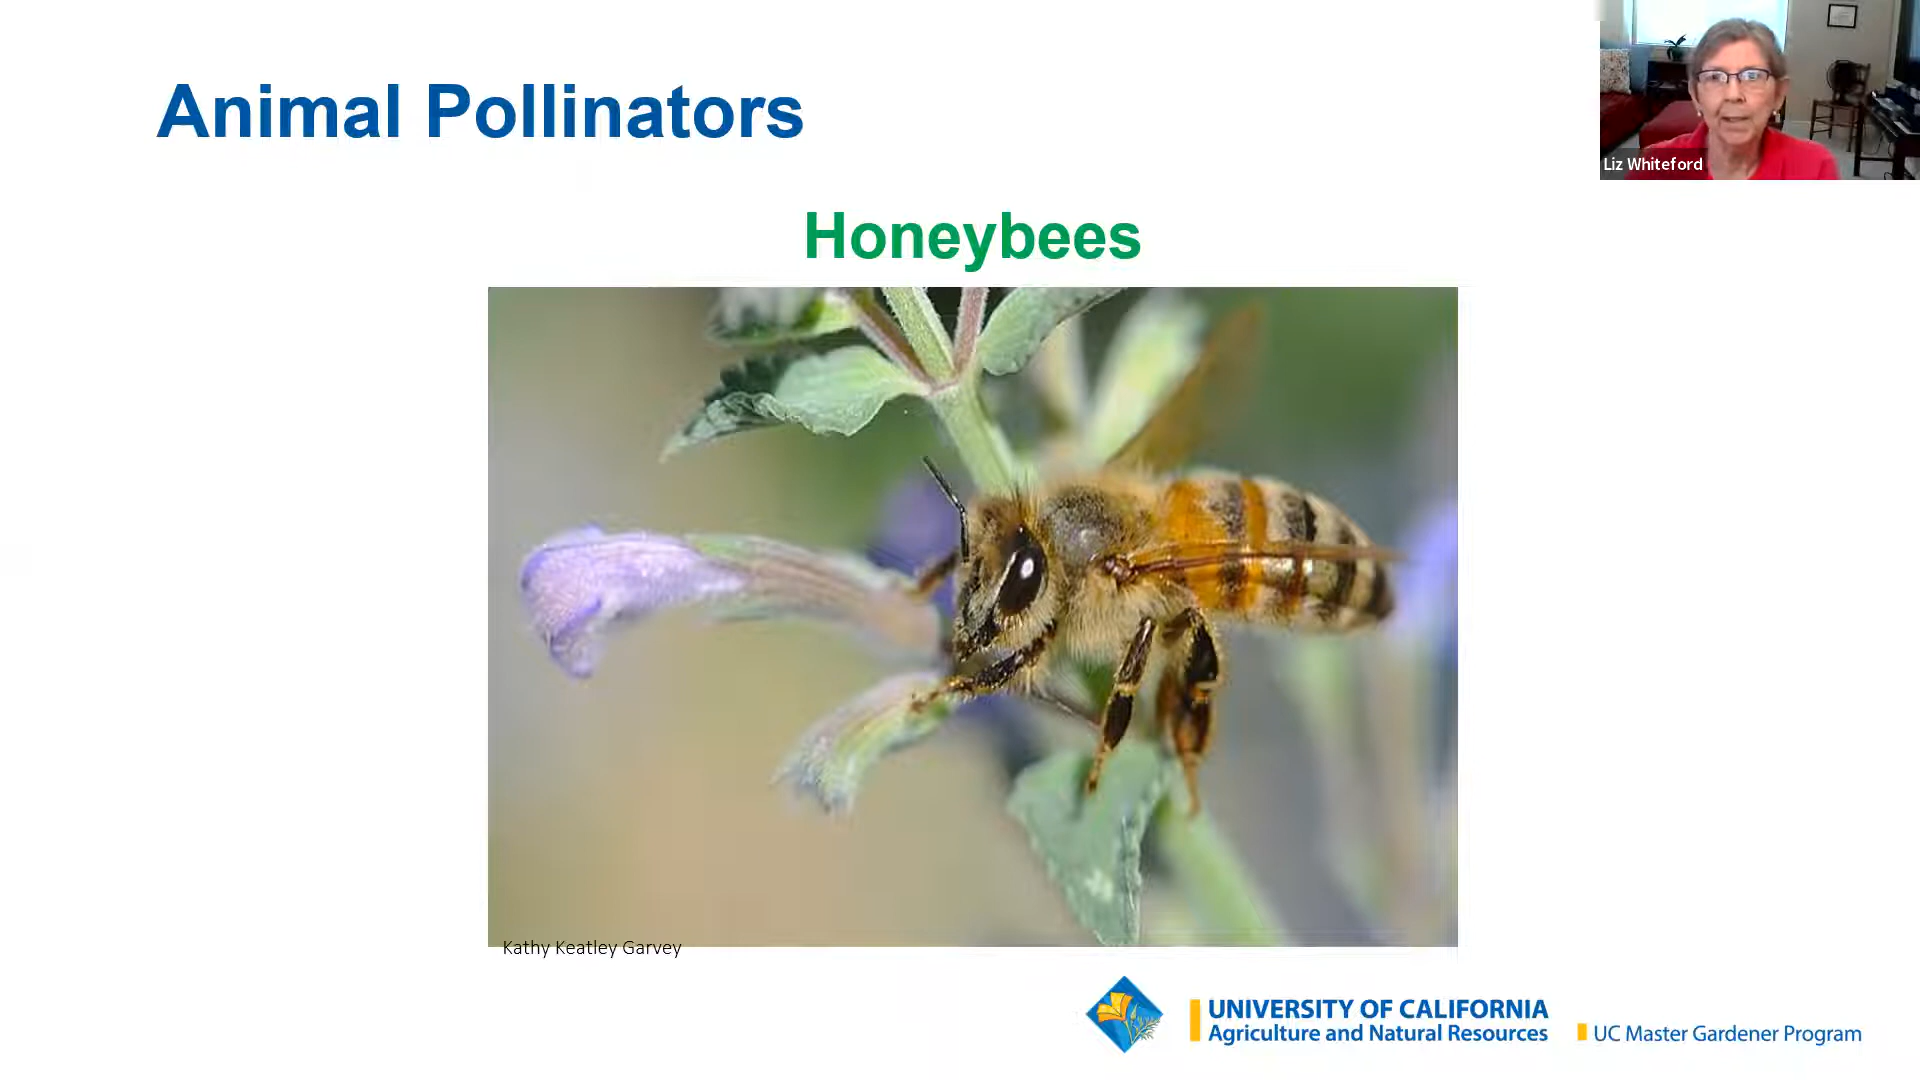 Animal Pollinators
Liz Whiteford
Honeybees
Kathy Keatley Garvey
UNIVERSITY OF CALIFORNIA
Agriculture and Natural Resources
UC Master Gardener Program